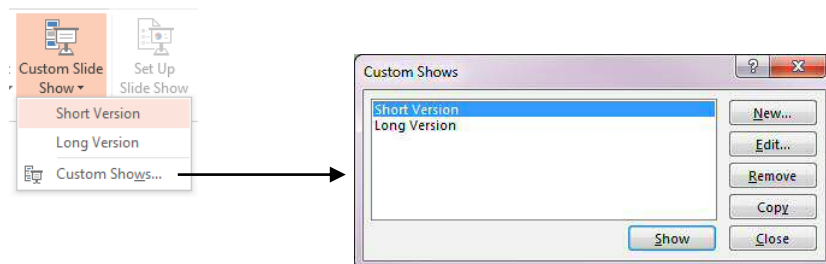 Custom Slide
Show
Set Up
Slide Show
Short Version
Long Version
Custom Shows...
Custom Shows
Short Version
Long Version
New...
Edit...
Remove
Copy
Show
Close